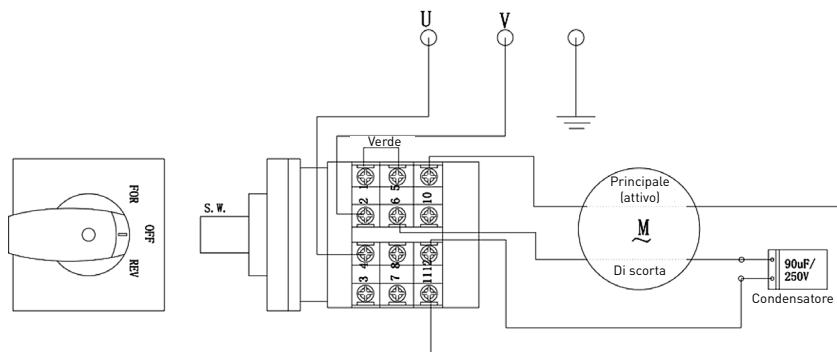 U V
Verde
FOR
OFF
REV
S.W.
1 5
2 6 10
4 8 12
3 7 11
Principale
(attivo)
M
~
Di scorta
90uF/
250V
Condensatore